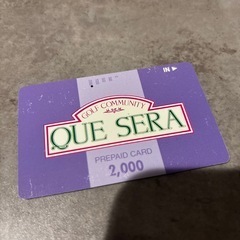 IN ▶
GOLF COMMUNITY
QUE SERA
PREPAID CARD
2,000